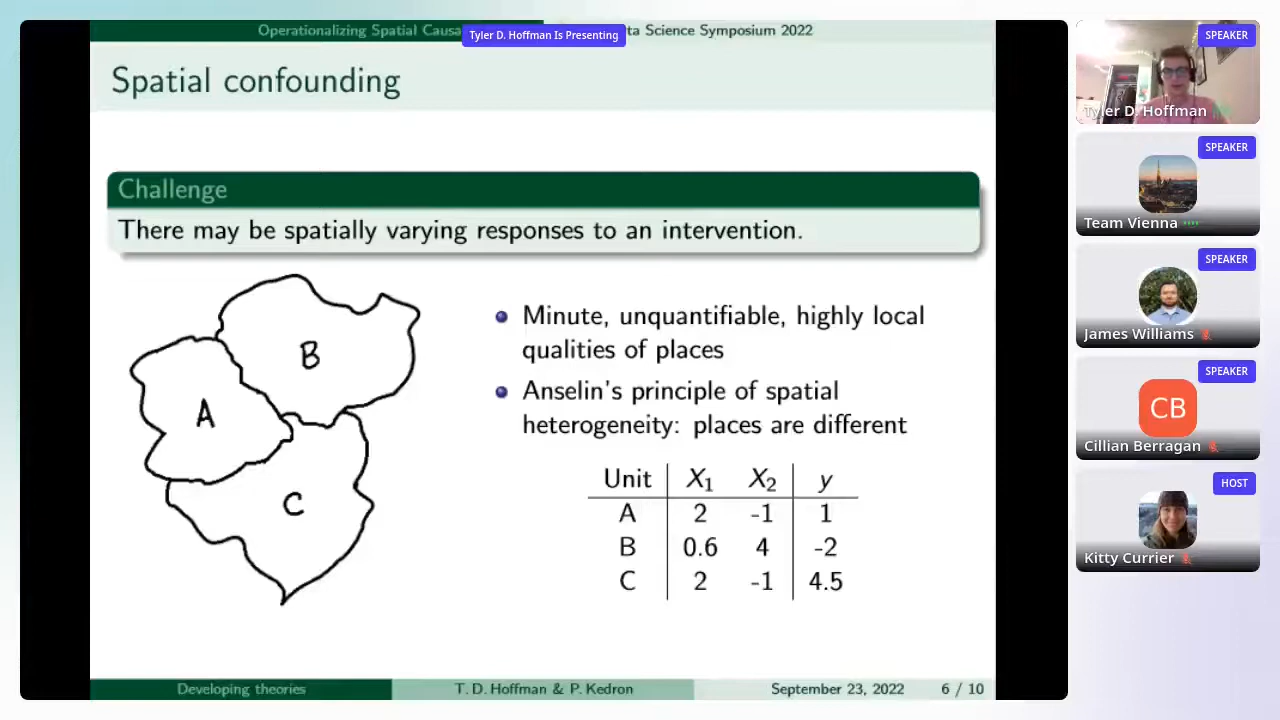 Operationalizing Spatial Causa
Tyler D. Hoffman Is Presenting
ta Science Symposium 2022
Spatial confounding
Challenge
There may be spatially varying responses to an intervention.
A
B
C
Minute, unquantifiable, highly local
qualities of places
Anselin's principle of spatial
heterogeneity: places are different
Unit X₁ X₂ y
A 2 -1 1
B 0.6 4 -2
C 2 -1 4.5
Developing theories
T. D. Hoffman & P. Kedron
September 23, 2022 6 / 10
SPEAKER
Tyler D. Hoffman
SPEAKER
Team Vienna
SPEAKER
James Williams
SPEAKER
CB
Cillian Berragan
HOST
Kitty Currier